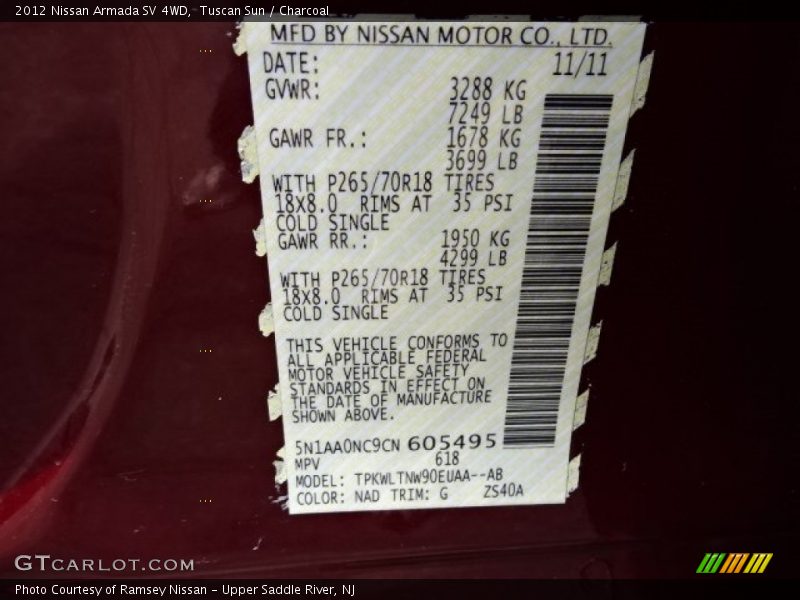 2012 Nissan Armada SV 4WD,  Tuscan Sun / Charcoal
MFD BY NISSAN MOTOR CO., LTD.
DATE: 11/11
GVWR: 3288 KG
7249 LB
GAWR FR.: 1678 KG
3699 LB
WITH P265/70R18 TIRES
18X8.0 RIMS AT 35 PSI
COLD SINGLE
GAWR RR.: 1950 KG
4299 LB
WITH P265/70R18 TIRES
18X8.0 RIMS AT 35 PSI
COLD SINGLE
THIS VEHICLE CONFORMS TO
ALL APPLICABLE FEDERAL
MOTOR VEHICLE SAFETY
STANDARDS IN EFFECT ON
THE DATE OF MANUFACTURE
SHOWN ABOVE.
5N1AA0NC9CN 605495
MPV 618
MODEL: TPKWLTNW90EUAA--AB
COLOR: NAD TRIM: G ZS40A
GTCARLOT.COM
Photo Courtesy of Ramsey Nissan - Upper Saddle River, NJ